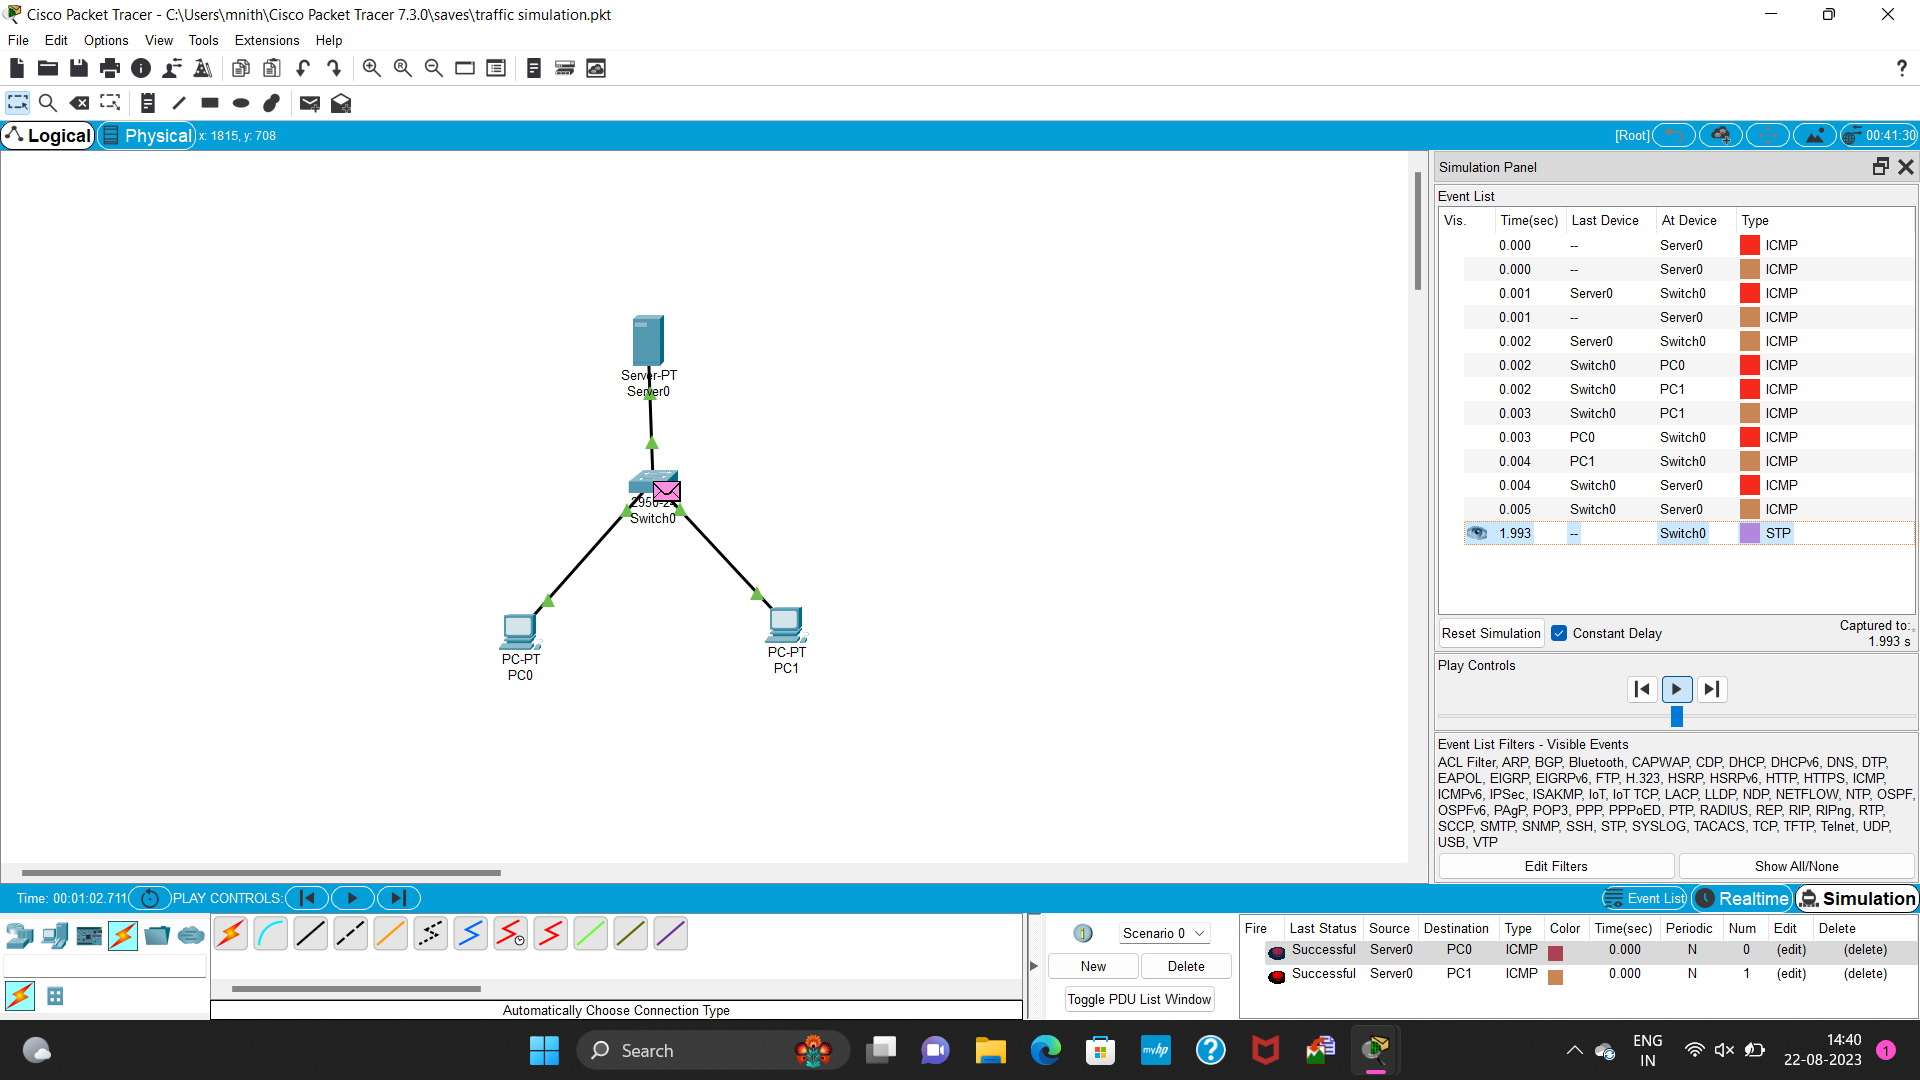 Cisco Packet Tracer - C:\Users\mnith\Cisco Packet Tracer 7.3.0\saves\traffic simulation.pkt
File Edit Options View Tools Extensions Help
?
Logical Physical x: 1815, y: 708 [Root] 00:41:30
Simulation Panel
Event List
Vis. Time(sec) Last Device At Device Type
0.000 -- Server0 ICMP
0.000 -- Server0 ICMP
0.001 Server0 Switch0 ICMP
0.001 -- Server0 ICMP
0.002 Server0 Switch0 ICMP
0.002 Switch0 PC0 ICMP
0.002 Switch0 PC1 ICMP
0.003 Switch0 PC1 ICMP
0.003 PC0 Switch0 ICMP
0.004 PC1 Switch0 ICMP
0.004 Switch0 Server0 ICMP
0.005 Switch0 Server0 ICMP
1.993 -- Switch0 STP
Server-PT
Server0
Switch0
PC-PT
PC0
PC-PT
PC1
Reset Simulation Constant Delay Captured to:
1.993 s
Play Controls
Event List Filters - Visible Events
ACL Filter, ARP, BGP, Bluetooth, CAPWAP, CDP, DHCP, DHCPv6, DNS, DTP,
EAPOL, EIGRP, EIGRPv6, FTP, H.323, HSRP, HSRPv6, HTTP, HTTPS, ICMP,
ICMPv6, IPSec, ISAKMP, IoT, IoT TCP, LACP, LLDP, NDP, NETFLOW, NTP, OSPF,
OSPFv6, PAgP, POP3, PPP, PPPoED, PTP, RADIUS, REP, RIP, RIPng, RTP,
SCCP, SMTP, SNMP, SSH, STP, SYSLOG, TACACS, TCP, TFTP, Telnet, UDP,
USB, VTP
Edit Filters Show All/None
Time: 00:01:02.711 PLAY CONTROLS: Event List Realtime Simulation
Scenario 0
New Delete
Toggle PDU List Window
Fire Last Status Source Destination Type Color Time(sec) Periodic Num Edit Delete
Successful Server0 PC0 ICMP 0.000 N 0 (edit) (delete)
Successful Server0 PC1 ICMP 0.000 N 1 (edit) (delete)
Automatically Choose Connection Type
Search myhp ENG
IN
14:40
22-08-2023
1